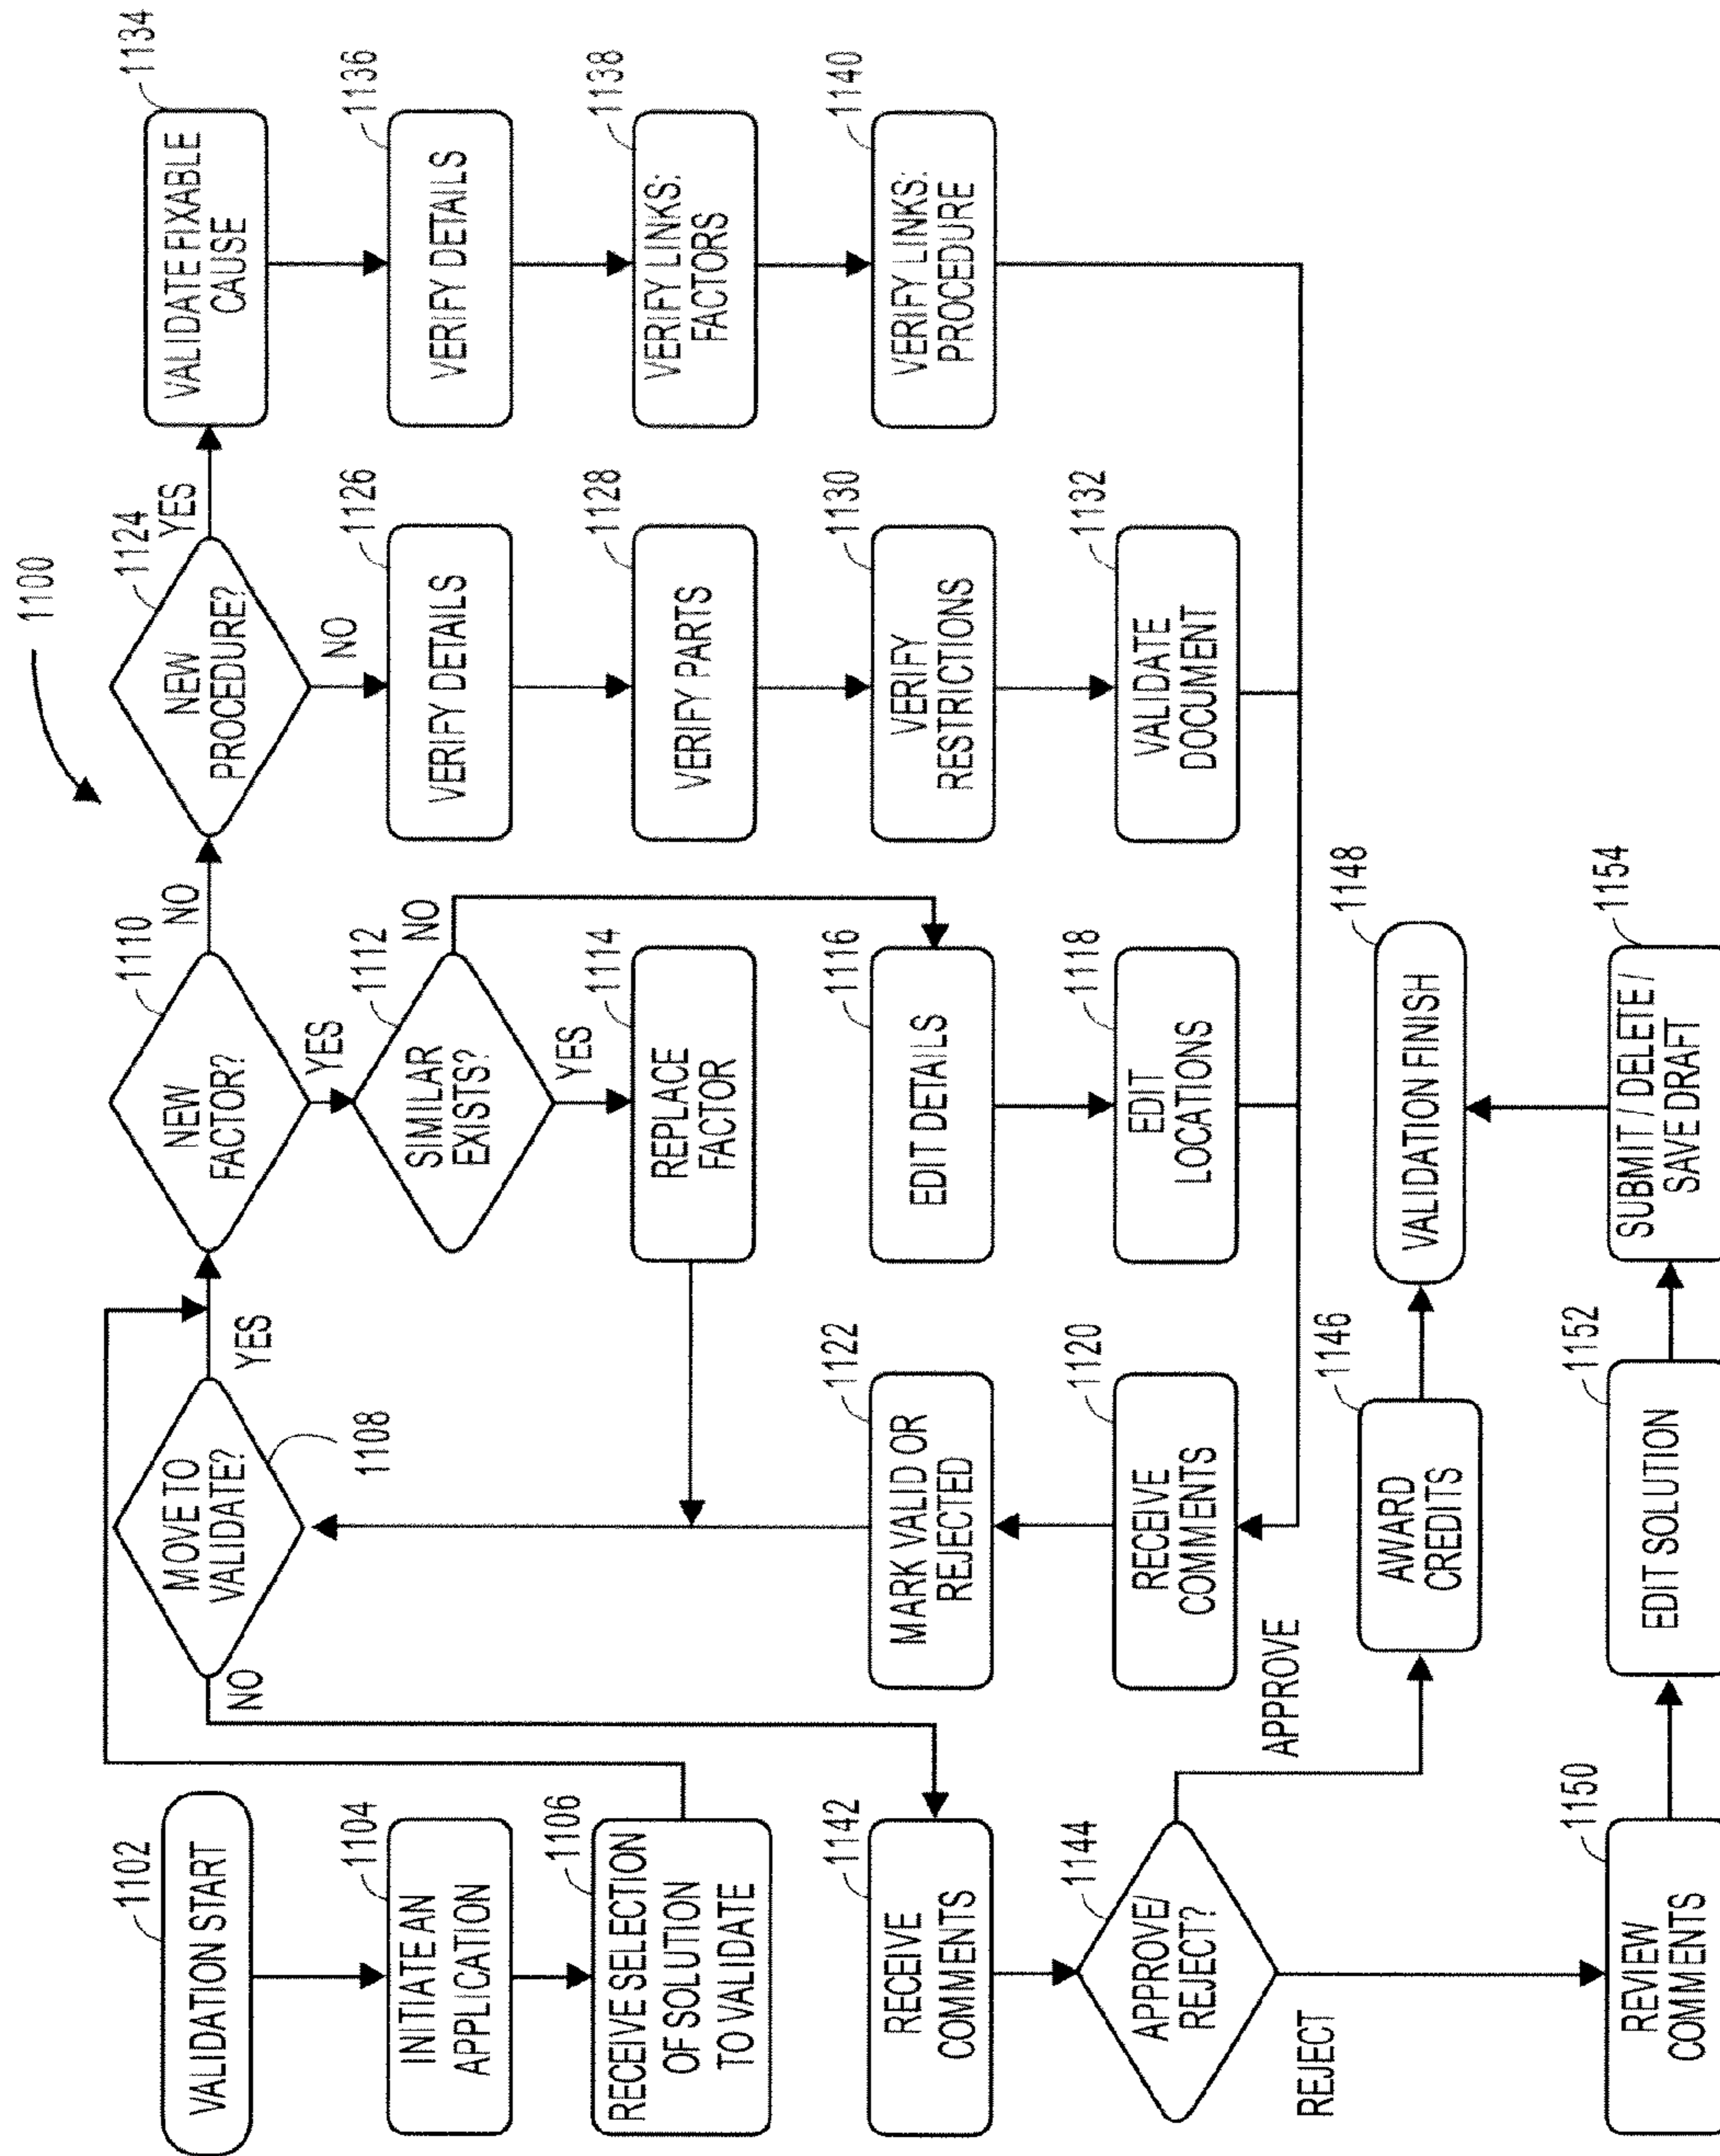 1100
1102
VALIDATION START
1104
INITIATE AN
APPLICATION
1106
RECEIVE SELECTION
OF SOLUTION
TO VALIDATE
MOVE TO
VALIDATE?
1108
YES
NO
1110
NEW
FACTOR?
NO
YES
1112
SIMILAR
EXISTS?
NO
YES
1114
REPLACE
FACTOR
1116
EDIT DETAILS
1118
EDIT
LOCATIONS
1120
RECEIVE
COMMENTS
1122
MARK VALID OR
REJECTED
1124
NEW
PROCEDURE?
YES
NO
1126
VERIFY DETAILS
1128
VERIFY PARTS
1130
VERIFY
RESTRICTIONS
1132
VALIDATE
DOCUMENT
1134
VALIDATE FIXABLE
CAUSE
1136
VERIFY DETAILS
1138
VERIFY LINKS:
FACTORS
1140
VERIFY LINKS:
PROCEDURE
1142
RECEIVE
COMMENTS
1144
APPROVE/
REJECT?
APPROVE
REJECT
1146
AWARD
CREDITS
1148
VALIDATION FINISH
1150
REVIEW
COMMENTS
1152
EDIT SOLUTION
1154
SUBMIT / DELETE /
SAVE DRAFT